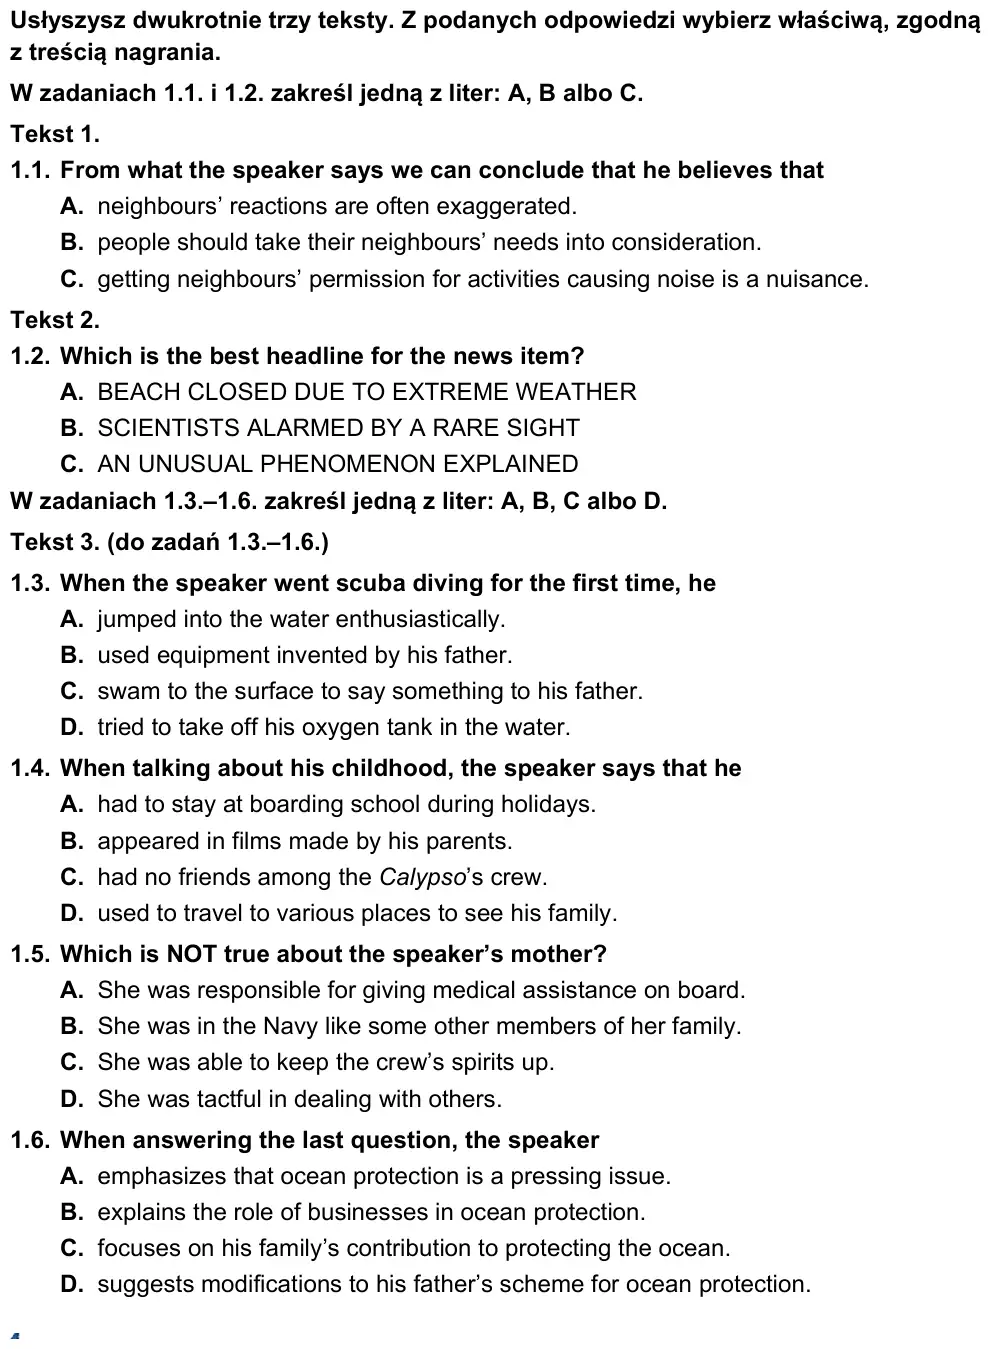 Usłyszysz dwukrotnie trzy teksty. Z podanych odpowiedzi wybierz właściwą, zgodną
z treścią nagrania.
W zadaniach 1.1. i 1.2. zakreśl jedną z liter: A, B albo C.
Tekst 1.
1.1. From what the speaker says we can conclude that he believes that
A. neighbours’ reactions are often exaggerated.
B. people should take their neighbours’ needs into consideration.
C. getting neighbours’ permission for activities causing noise is a nuisance.
Tekst 2.
1.2. Which is the best headline for the news item?
A. BEACH CLOSED DUE TO EXTREME WEATHER
B. SCIENTISTS ALARMED BY A RARE SIGHT
C. AN UNUSUAL PHENOMENON EXPLAINED
W zadaniach 1.3.–1.6. zakreśl jedną z liter: A, B, C albo D.
Tekst 3. (do zadań 1.3.–1.6.)
1.3. When the speaker went scuba diving for the first time, he
A. jumped into the water enthusiastically.
B. used equipment invented by his father.
C. swam to the surface to say something to his father.
D. tried to take off his oxygen tank in the water.
1.4. When talking about his childhood, the speaker says that he
A. had to stay at boarding school during holidays.
B. appeared in films made by his parents.
C. had no friends among the Calypso’s crew.
D. used to travel to various places to see his family.
1.5. Which is NOT true about the speaker’s mother?
A. She was responsible for giving medical assistance on board.
B. She was in the Navy like some other members of her family.
C. She was able to keep the crew’s spirits up.
D. She was tactful in dealing with others.
1.6. When answering the last question, the speaker
A. emphasizes that ocean protection is a pressing issue.
B. explains the role of businesses in ocean protection.
C. focuses on his family’s contribution to protecting the ocean.
D. suggests modifications to his father’s scheme for ocean protection.